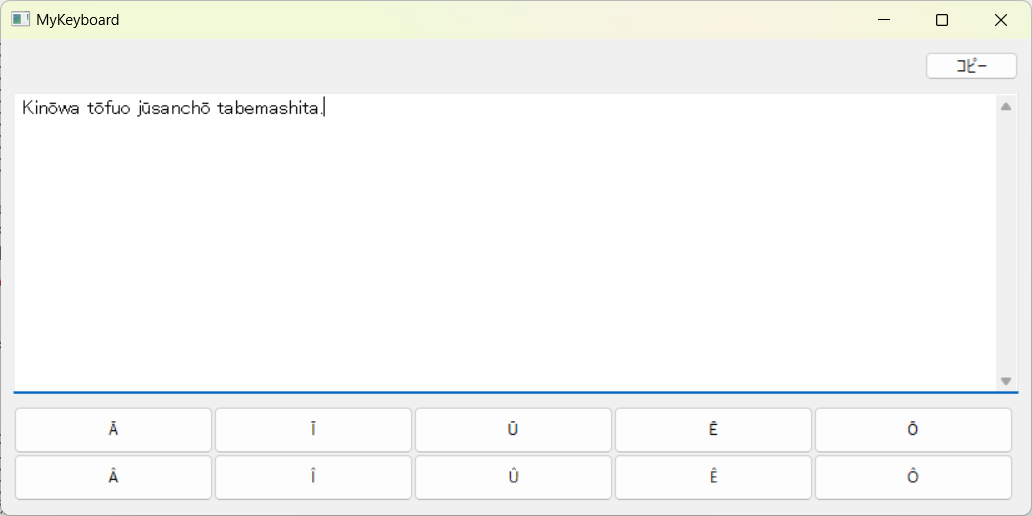 MyKeyboard
コピー
Kinōwa tōfuo jūsanchō tabemashita.
Ā Ī Ū Ē Ō
Â Î Û Ê Ô